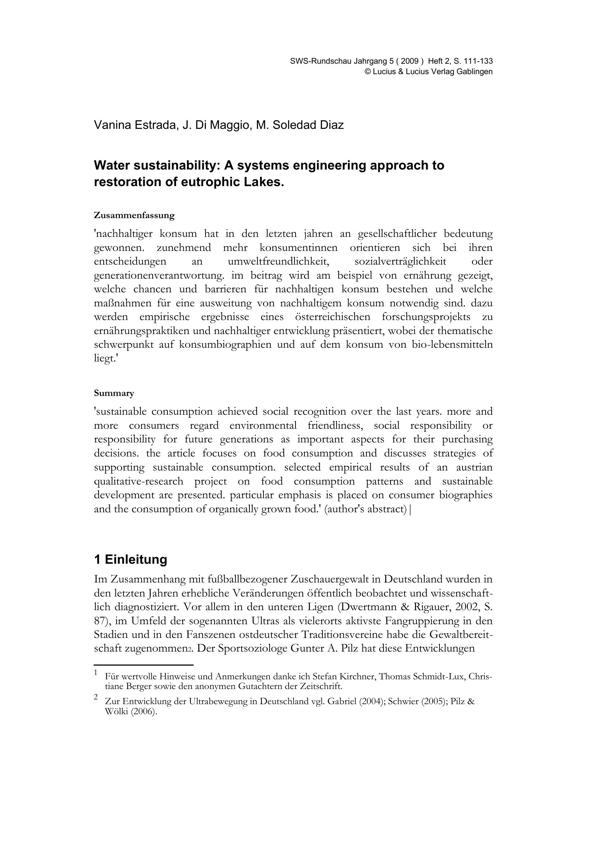 SWS-Rundschau Jahrgang 5 ( 2009 ) Heft 2, S. 111-133
© Lucius & Lucius Verlag Gablingen
Vanina Estrada, J. Di Maggio, M. Soledad Diaz
Water sustainability: A systems engineering approach to
restoration of eutrophic Lakes.
Zusammenfassung
'nachhaltiger konsum hat in den letzten jahren an gesellschaftlicher bedeutung
gewonnen. zunehmend mehr konsumentinnen orientieren sich bei ihren
entscheidungen an umweltfreundlichkeit, sozialverträglichkeit oder
generationenverantwortung. im beitrag wird am beispiel von ernährung gezeigt,
welche chancen und barrieren für nachhaltigen konsum bestehen und welche
maßnahmen für eine ausweitung von nachhaltigem konsum notwendig sind. dazu
werden empirische ergebnisse eines österreichischen forschungsprojekts zu
ernährungspraktiken und nachhaltiger entwicklung präsentiert, wobei der thematische
schwerpunkt auf konsumbiographien und auf dem konsum von bio-lebensmitteln
liegt.'
Summary
'sustainable consumption achieved social recognition over the last years. more and
more consumers regard environmental friendliness, social responsibility or
responsibility for future generations as important aspects for their purchasing
decisions. the article focuses on food consumption and discusses strategies of
supporting sustainable consumption. selected empirical results of an austrian
qualitative-research project on food consumption patterns and sustainable
development are presented. particular emphasis is placed on consumer biographies
and the consumption of organically grown food.' (author's abstract)|
1 Einleitung
Im Zusammenhang mit fußballbezogener Zuschauergewalt in Deutschland wurden in
den letzten Jahren erhebliche Veränderungen öffentlich beobachtet und wissenschaft-
lich diagnostiziert. Vor allem in den unteren Ligen (Dwertmann & Rigauer, 2002, S.
87), im Umfeld der sogenannten Ultras als vielerorts aktivste Fangruppierung in den
Stadien und in den Fanszenen ostdeutscher Traditionsvereine habe die Gewaltbereit-
schaft zugenommen2. Der Sportsoziologe Gunter A. Pilz hat diese Entwicklungen
1 Für wertvolle Hinweise und Anmerkungen danke ich Stefan Kirchner, Thomas Schmidt-Lux, Chris-
tiane Berger sowie den anonymen Gutachtern der Zeitschrift.
2 Zur Entwicklung der Ultrabewegung in Deutschland vgl. Gabriel (2004); Schwier (2005); Pilz &
Wölki (2006).